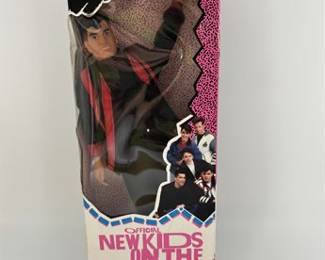 OFFICIAL
NEW KIDS
ON THE